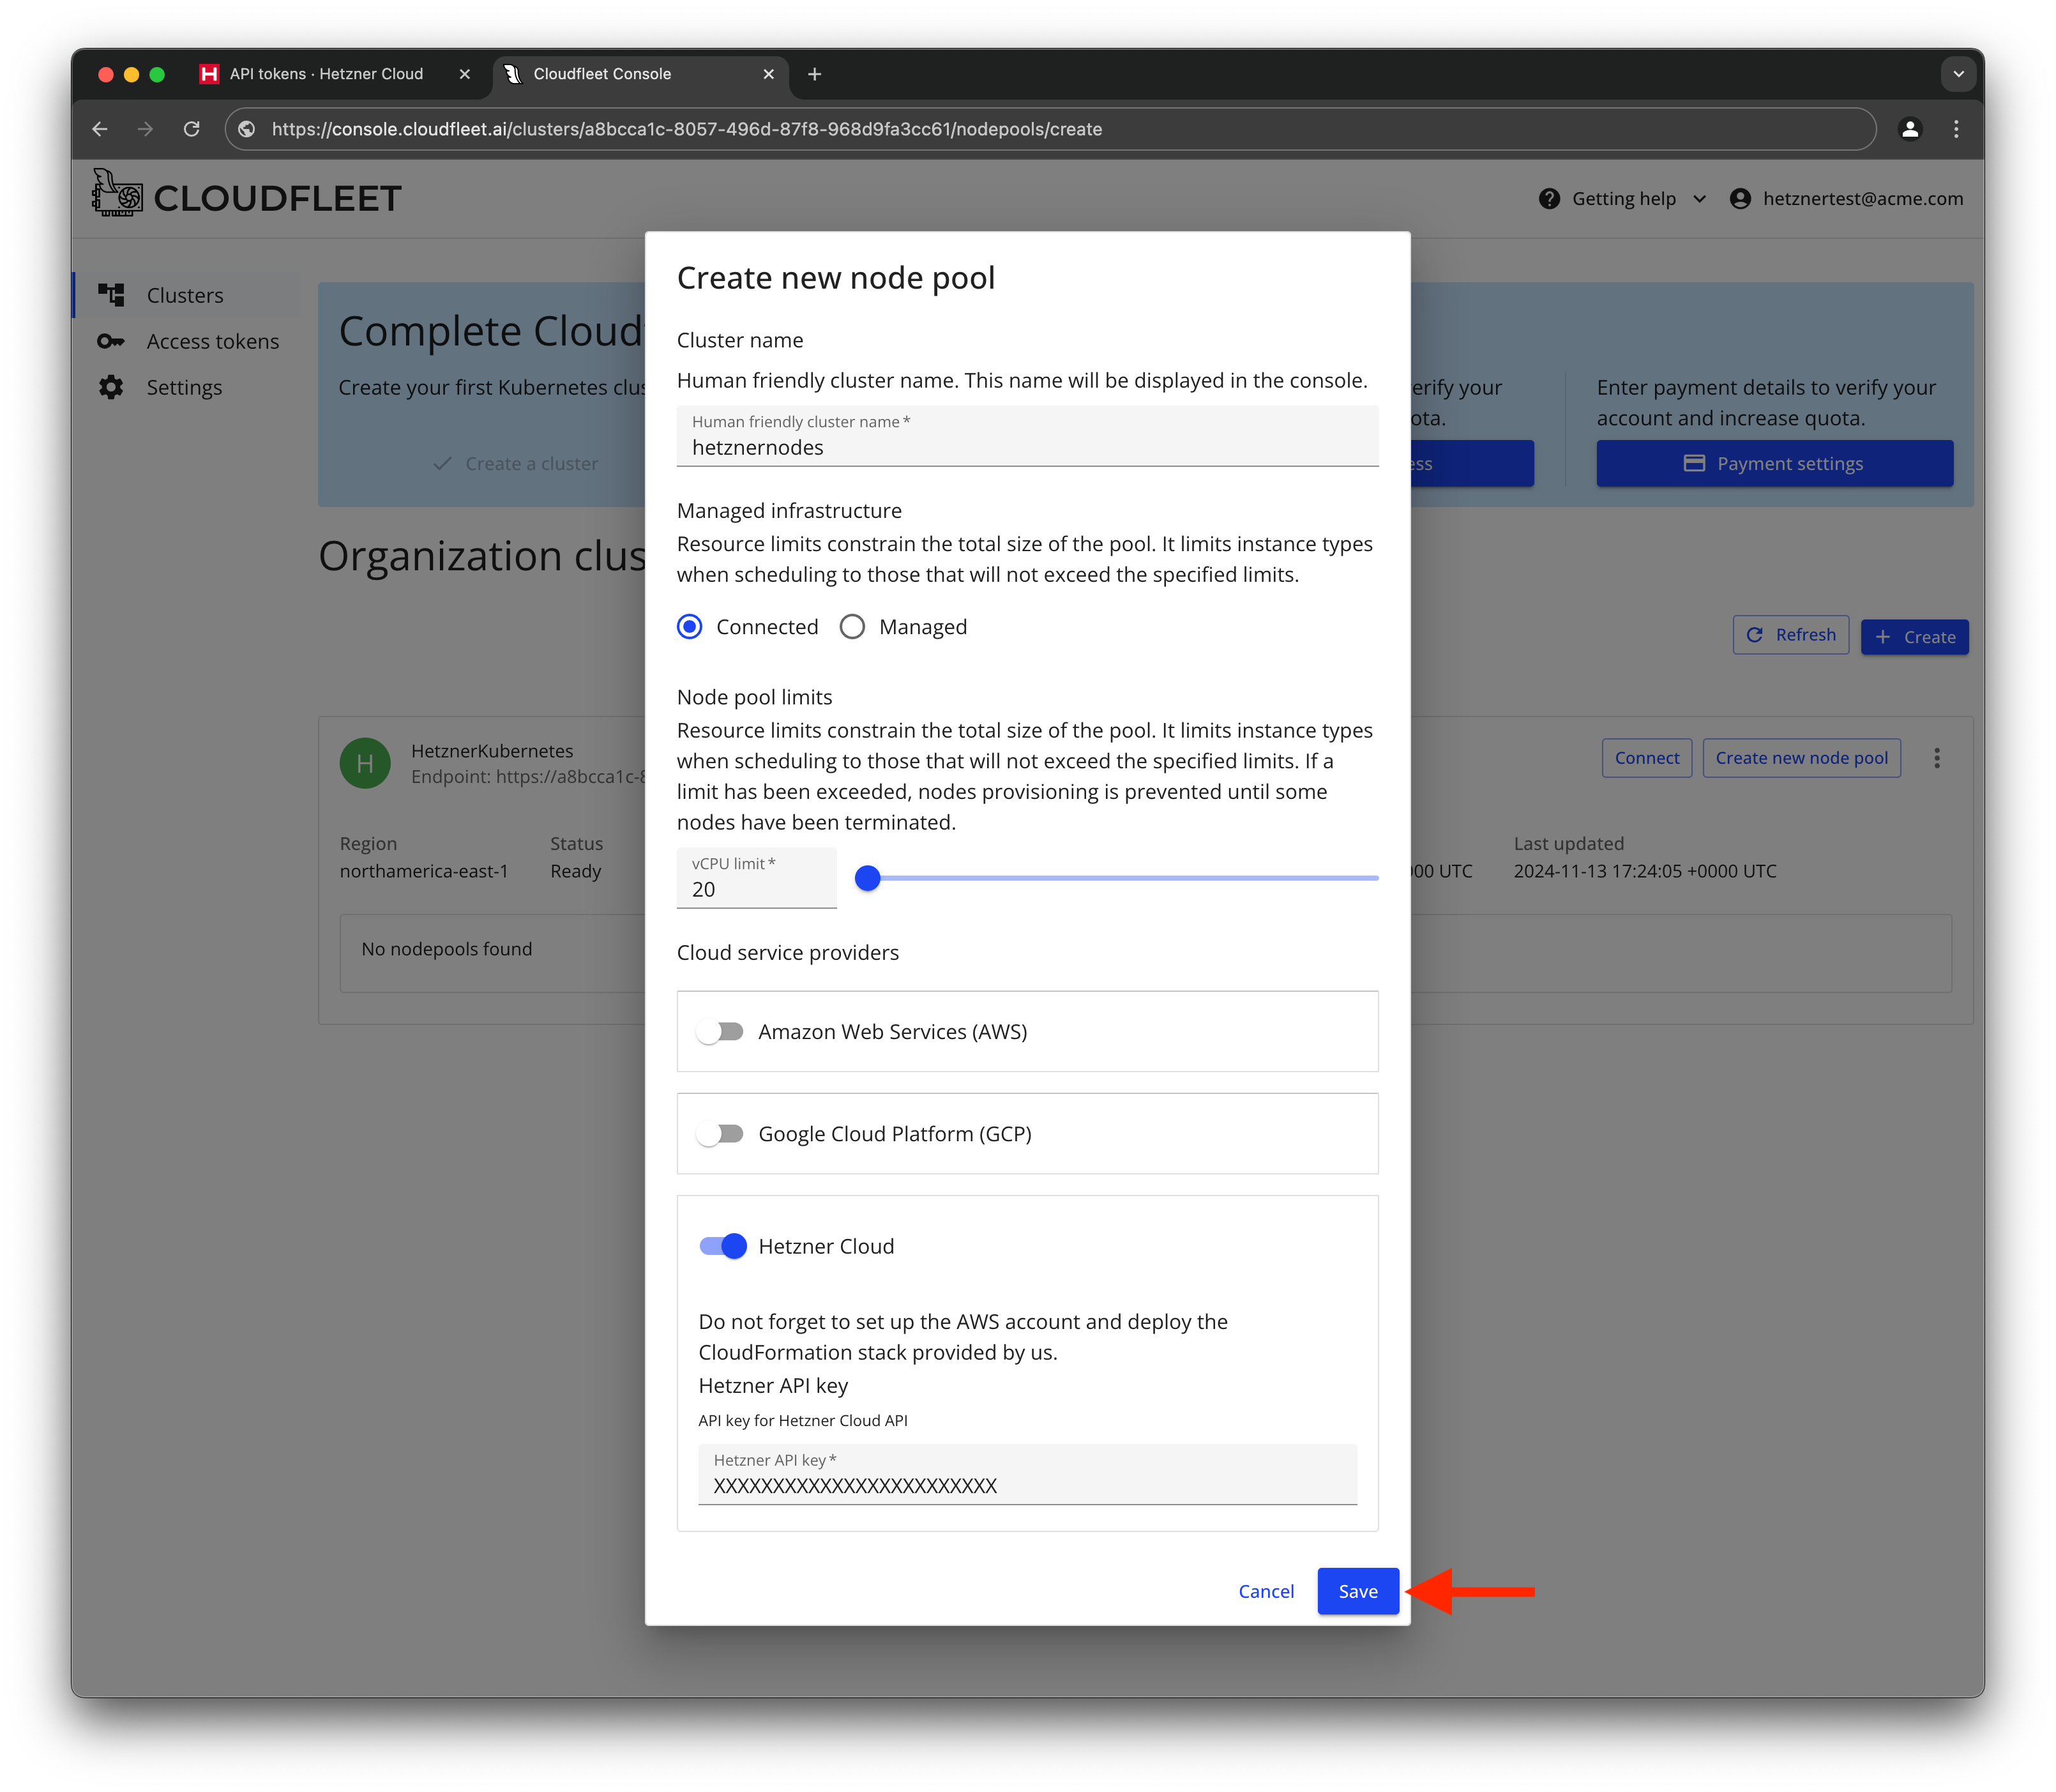 API tokens · Hetzner Cloud
Cloudfleet Console
https://console.cloudfleet.ai/clusters/a8bcca1c-8057-496d-87f8-968d9fa3cc61/nodepools/create
CLOUDFLEET
Getting help
hetznertest@acme.com
Clusters
Access tokens
Settings
Complete Cloud
Create your first Kubernetes clus
Create a cluster
erify your
ota.
ess
Enter payment details to verify your
account and increase quota.
Payment settings
Organization clus
Refresh
Create
H
HetznerKubernetes
Endpoint: https://a8bcca1c-8
Connect
Create new node pool
Region
northamerica-east-1
Status
Ready
00 UTC
Last updated
2024-11-13 17:24:05 +0000 UTC
No nodepools found
Create new node pool
Cluster name
Human friendly cluster name. This name will be displayed in the console.
Human friendly cluster name *
hetznernodes
Managed infrastructure
Resource limits constrain the total size of the pool. It limits instance types
when scheduling to those that will not exceed the specified limits.
Connected
Managed
Node pool limits
Resource limits constrain the total size of the pool. It limits instance types
when scheduling to those that will not exceed the specified limits. If a
limit has been exceeded, nodes provisioning is prevented until some
nodes have been terminated.
vCPU limit *
20
Cloud service providers
Amazon Web Services (AWS)
Google Cloud Platform (GCP)
Hetzner Cloud
Do not forget to set up the AWS account and deploy the
CloudFormation stack provided by us.
Hetzner API key
API key for Hetzner Cloud API
Hetzner API key *
XXXXXXXXXXXXXXXXXXXXXXXX
Cancel
Save